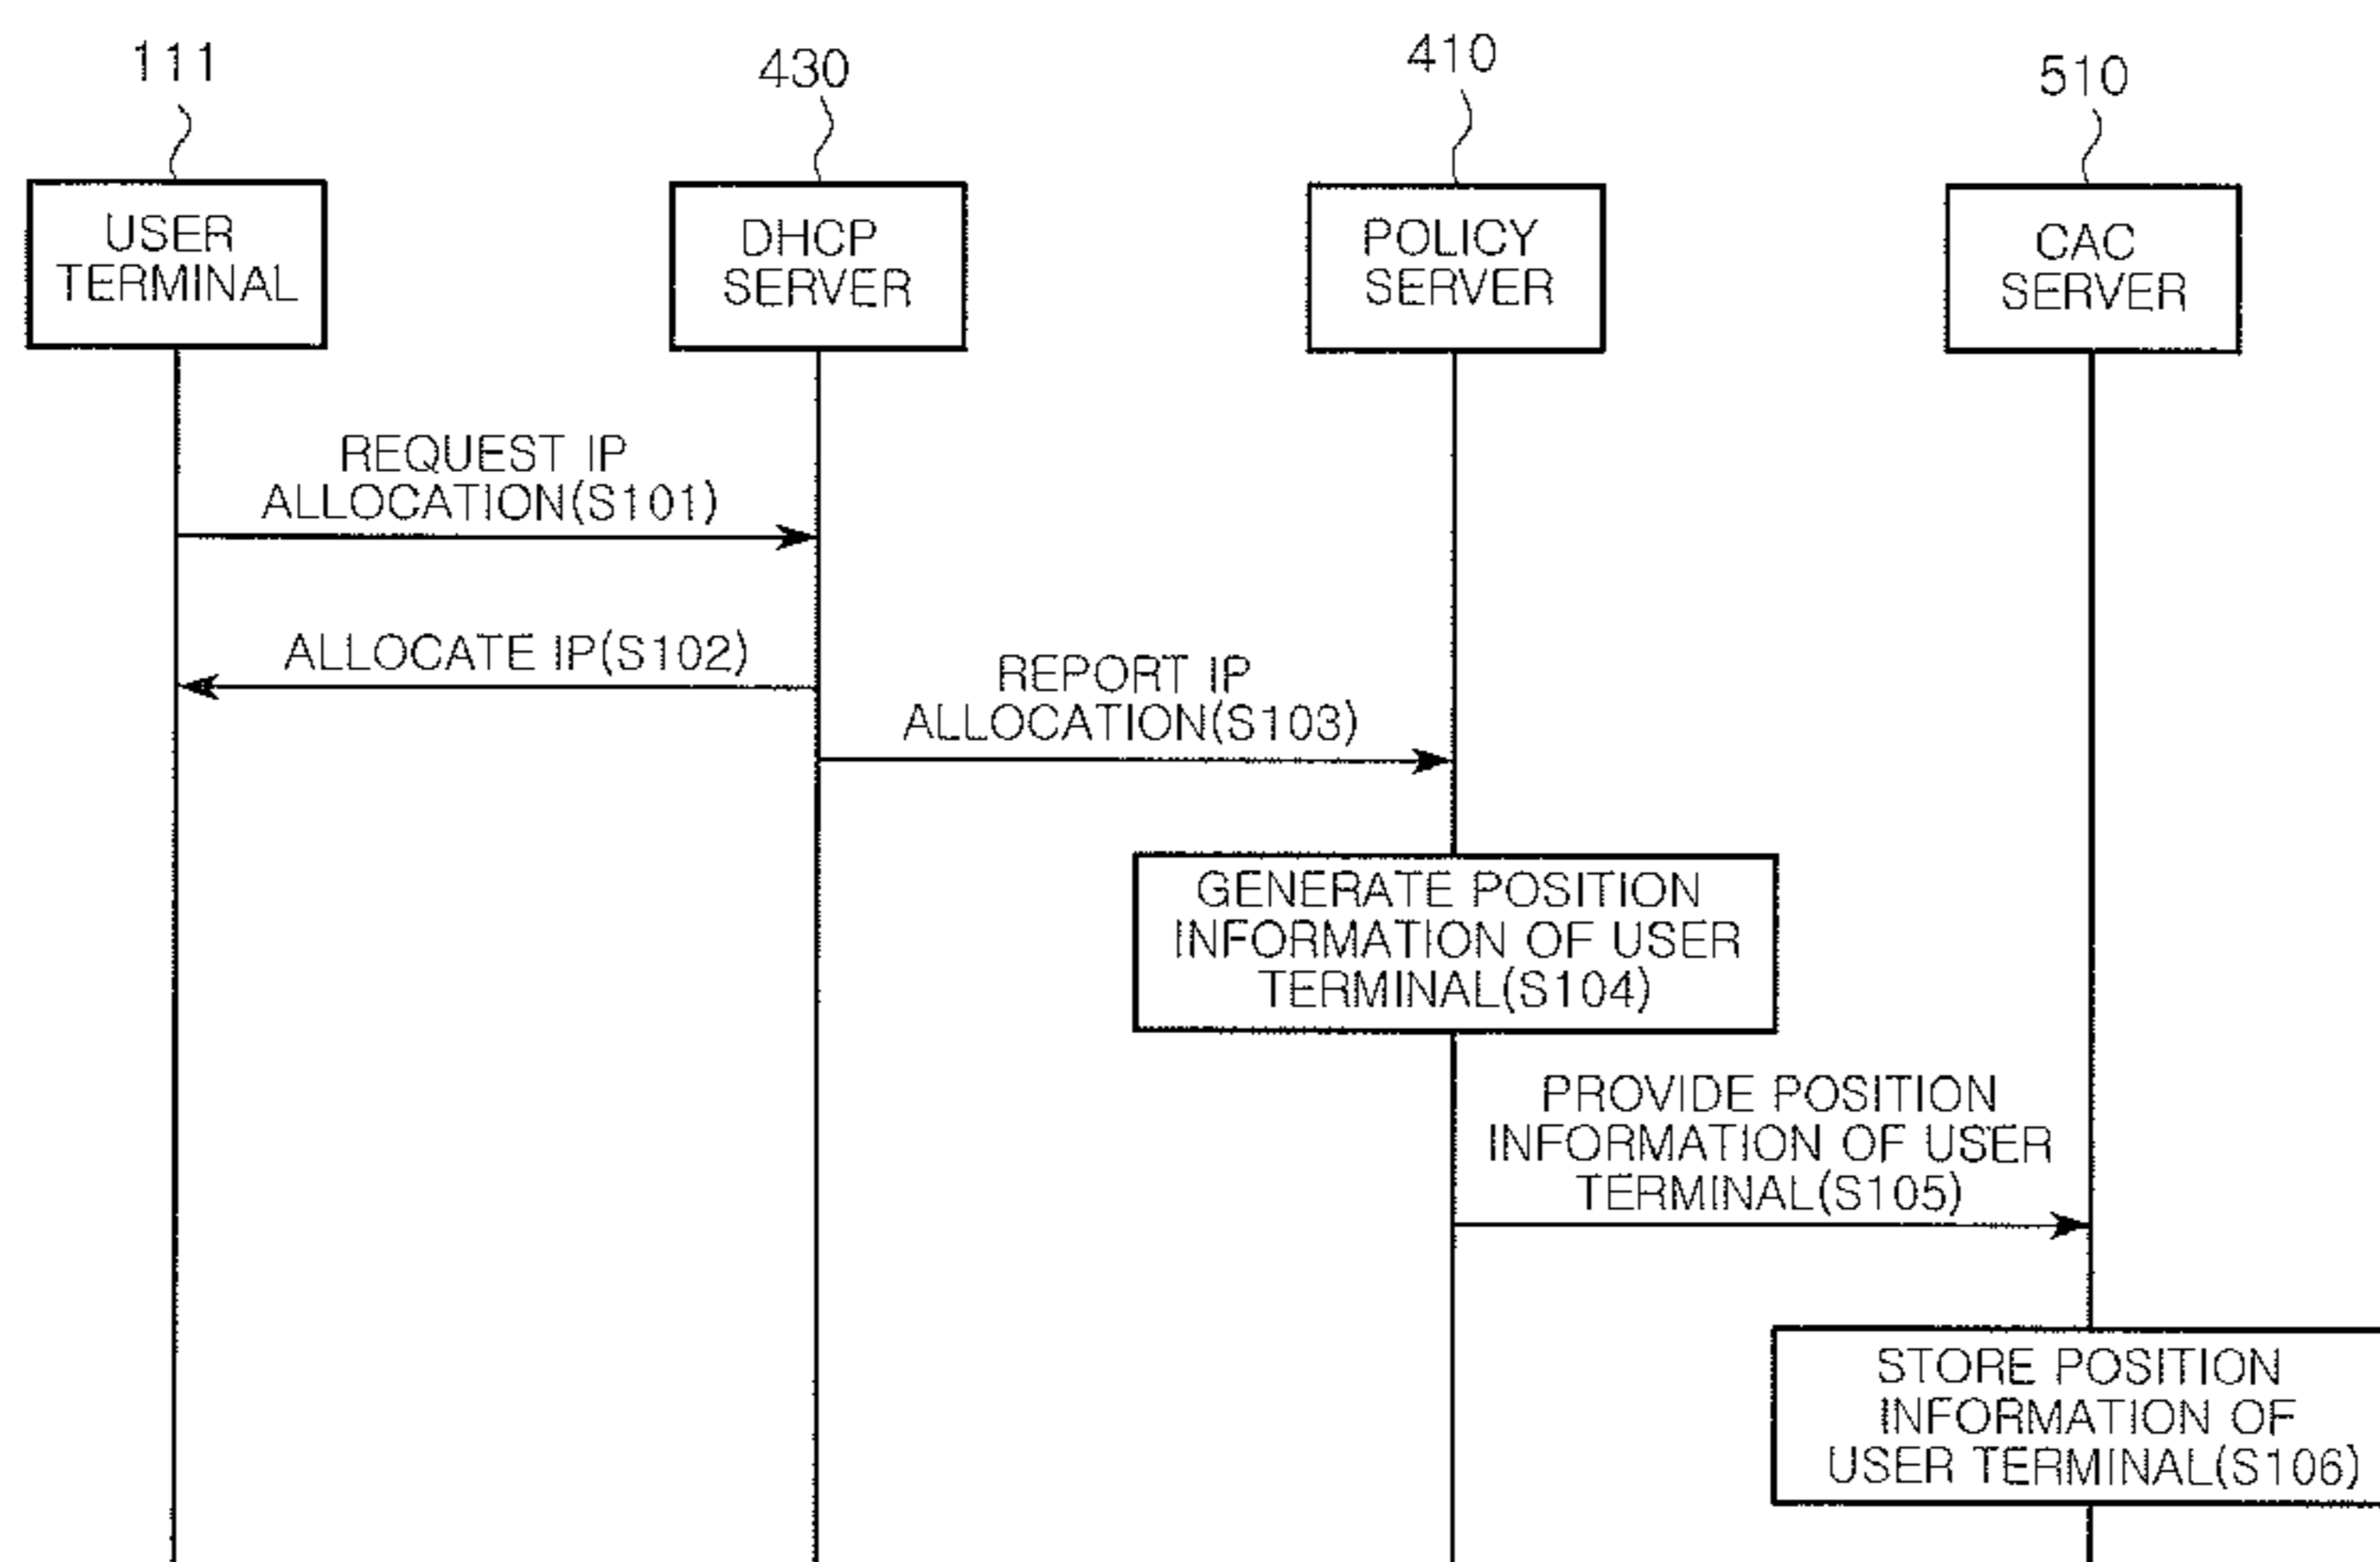 111
430
410
510
USER
TERMINAL
DHCP
SERVER
POLICY
SERVER
CAC
SERVER
REQUEST IP
ALLOCATION(S101)
ALLOCATE IP(S102)
REPORT IP
ALLOCATION(S103)
GENERATE POSITION
INFORMATION OF USER
TERMINAL(S104)
PROVIDE POSITION
INFORMATION OF USER
TERMINAL(S105)
STORE POSITION
INFORMATION OF
USER TERMINAL(S106)